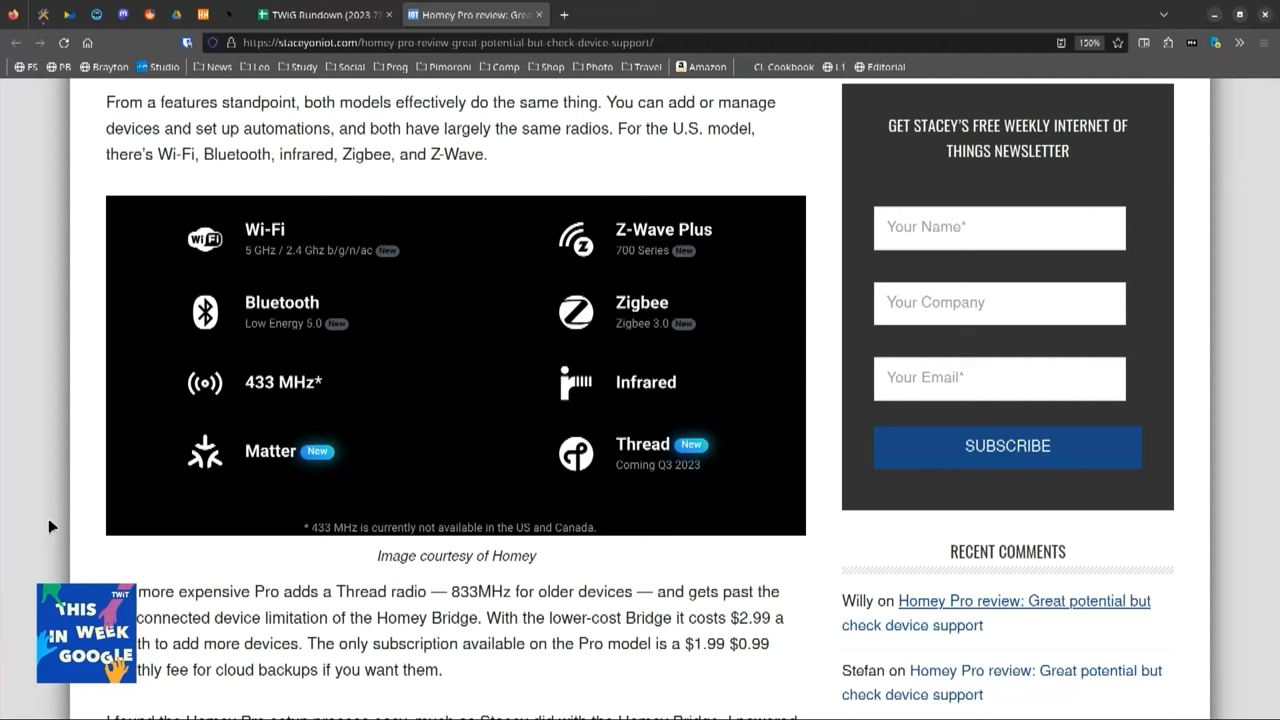 TWiG Rundown (2023
Homey Pro review: Gre
https://staceyoniot.com/homey-pro-review-great-potential-but-check-device-support/
150%
FS PB Brayton Studio News Leo Study Social Prog Pimoroni Comp Shop Photo Travel Amazon CL Cookbook Editorial
From a features standpoint, both models effectively do the same thing. You can add or manage
devices and set up automations, and both have largely the same radios. For the U.S. model,
there's Wi-Fi, Bluetooth, infrared, Zigbee, and Z-Wave.
WiFi
Wi-Fi
5 GHz / 2.4 Ghz b/g/n/ac New
Z-Wave Plus
700 Series New
Bluetooth
Low Energy 5.0 New
Zigbee
Zigbee 3.0 New
433 MHz*
Infrared
Matter New
Thread New
Coming Q3 2023
* 433 MHz is currently not available in the US and Canada.
Image courtesy of Homey
more expensive Pro adds a Thread radio — 833MHz for older devices — and gets past the
connected device limitation of the Homey Bridge. With the lower-cost Bridge it costs $2.99 a
th to add more devices. The only subscription available on the Pro model is a $1.99 $0.99
thly fee for cloud backups if you want them.
TWiT
THIS
IN WEEK
GOOGLE
GET STACEY'S FREE WEEKLY INTERNET OF
THINGS NEWSLETTER
Your Name*
Your Company
Your Email*
SUBSCRIBE
RECENT COMMENTS
Willy on Homey Pro review: Great potential but
check device support
Stefan on Homey Pro review: Great potential but
check device support